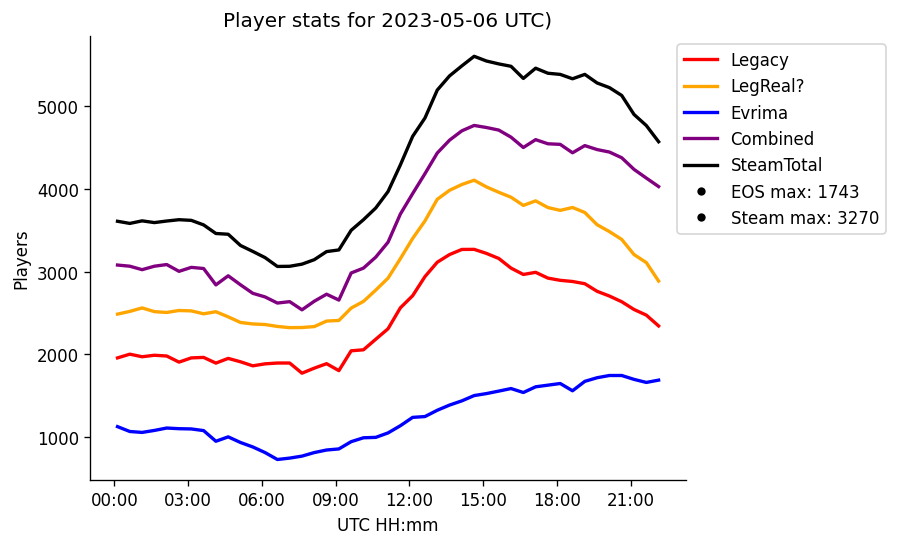 Player stats for 2023-05-06 UTC)
Players
5000
4000
3000
2000
1000
00:00 03:00 06:00 09:00 12:00 15:00 18:00 21:00
UTC HH:mm
Legacy
LegReal?
Evrima
Combined
SteamTotal
EOS max: 1743
Steam max: 3270